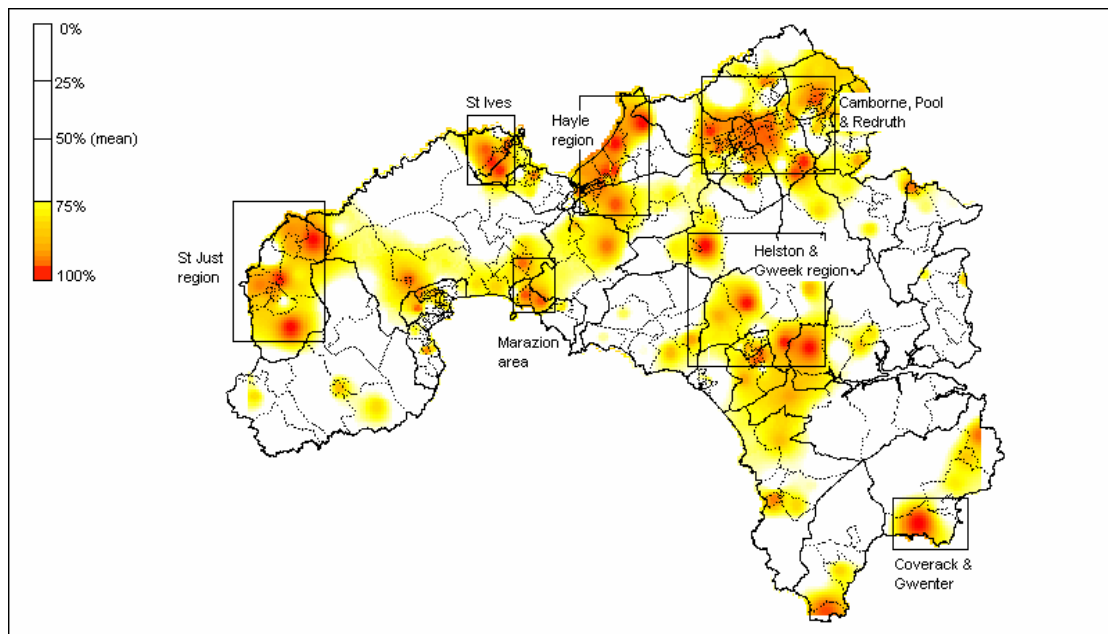 0%
25%
50% (mean)
75%
100%
St Ives
Hayle
region
Camborne, Pool
& Redruth
St Just
region
Helston &
Gweek region
Marazion
area
Coverack &
Gwenter